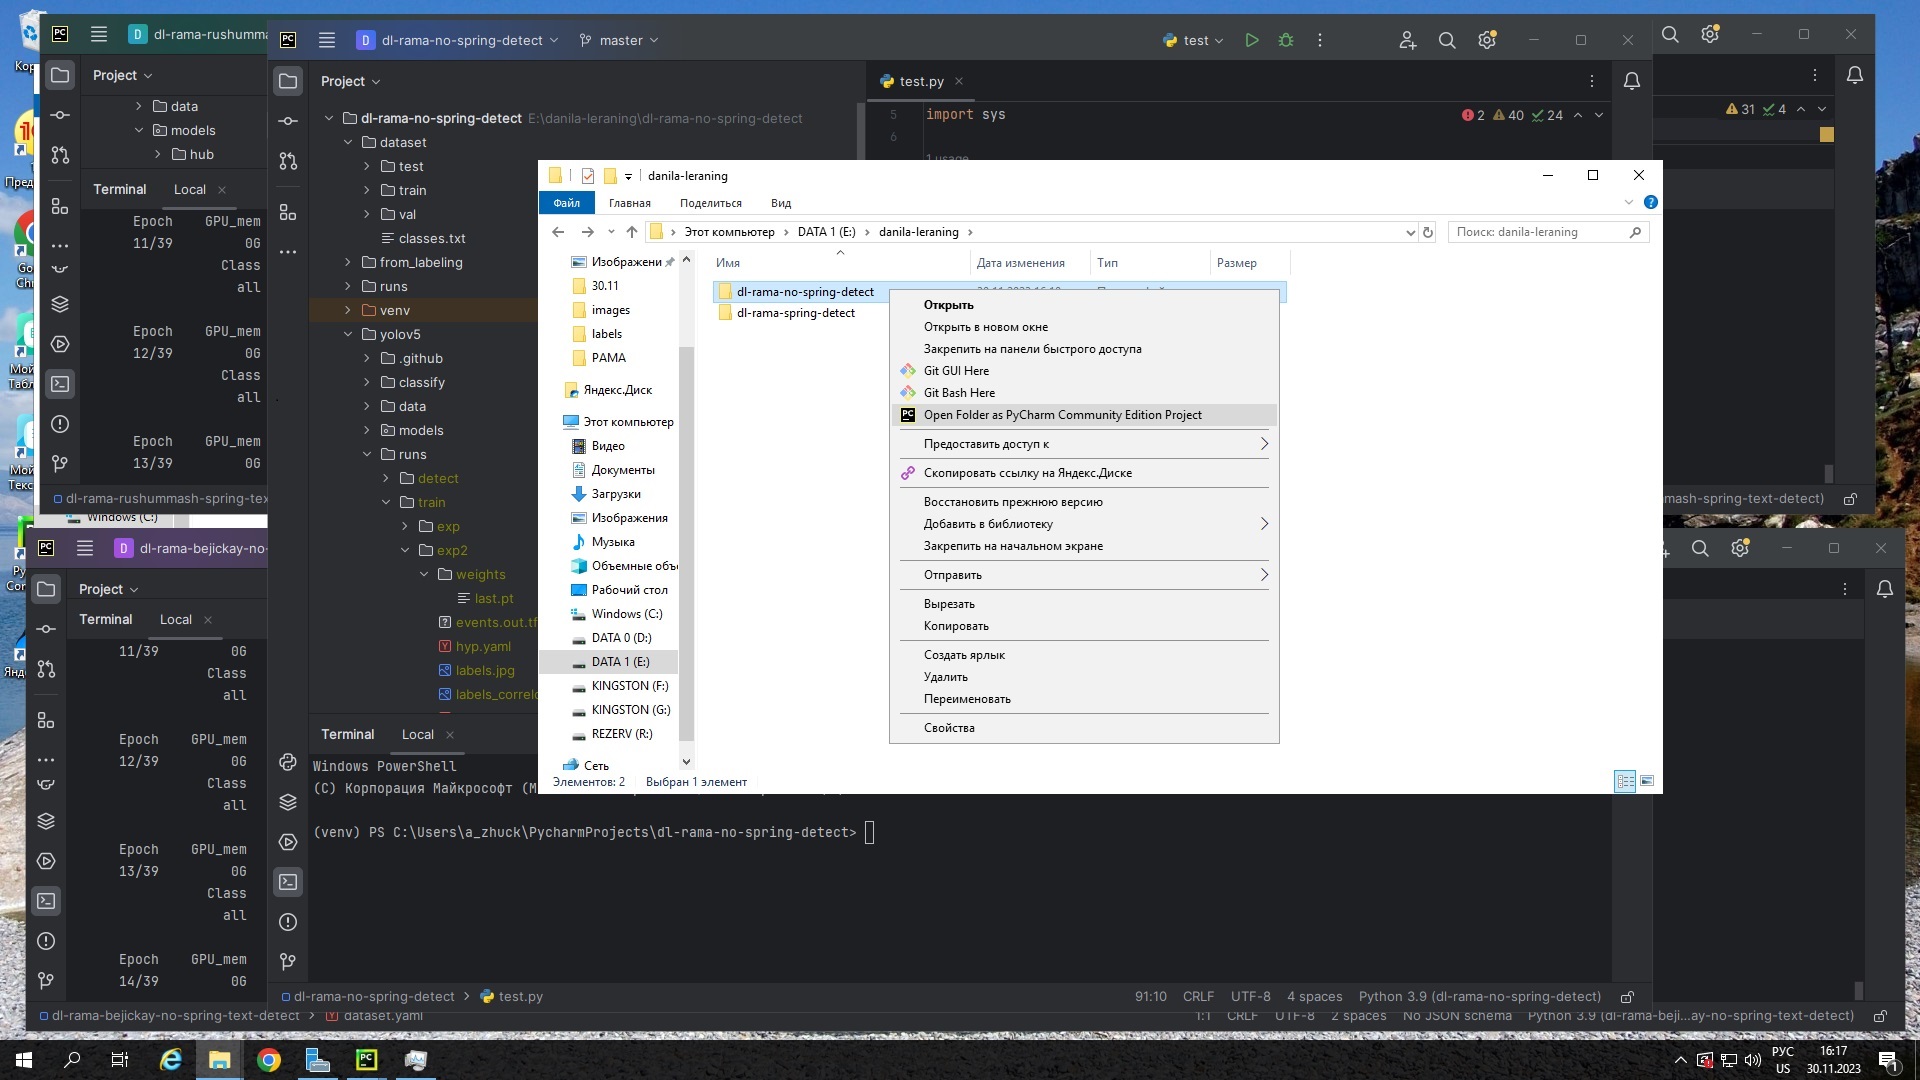 Кор
Пред
Go
Chr
Мой
Табл
Мой
Текс
Ру
Con
Янд
D dl-rama-rushumma
Project
data
models
hub
Terminal Local
Epoch GPU_mem
11/39 0G
Class
all
Epoch GPU_mem
12/39 0G
Class
all
Epoch GPU_mem
13/39 0G
dl-rama-rushummash-spring-tex
Windows (C:)
31 4
mash-spring-text-detect)
D dl-rama-bejickay-no-
Project
Terminal Local
11/39 0G
Class
all
Epoch GPU_mem
12/39 0G
Class
all
Epoch GPU_mem
13/39 0G
Class
all
Epoch GPU_mem
14/39 0G
dl-rama-bejickay-no-spring-text-detect > dataset.yaml
1:1 CRLF UTF-8 2 spaces No JSON schema Python 3.9 (dl-rama-beji...ay-no-spring-text-detect)
PC D dl-rama-no-spring-detect master test
Project
test.py
dl-rama-no-spring-detect E:\danila-leraning\dl-rama-no-spring-detect
dataset
test
train
val
classes.txt
from_labeling
runs
venv
yolov5
.github
classify
data
models
runs
detect
train
exp
exp2
weights
last.pt
events.out.tf
hyp.yaml
labels.jpg
labels_correlo
5 import sys
6
1 usage
2 40 24
Terminal Local
Windows PowerShell
(C) Корпорация Майкрософт (М
(venv) PS C:\Users\a_zhuck\PycharmProjects\dl-rama-no-spring-detect>
dl-rama-no-spring-detect > test.py
91:10 CRLF UTF-8 4 spaces Python 3.9 (dl-rama-no-spring-detect)
danila-leraning
Файл Главная Поделиться Вид
Этот компьютер > DATA 1 (E:) > danila-leraning >
Поиск: danila-leraning
Имя Дата изменения Тип Размер
dl-rama-no-spring-detect
dl-rama-spring-detect
Изображени
30.11
images
labels
РАМА
Яндекс.Диск
Этот компьютер
Видео
Документы
Загрузки
Изображения
Музыка
Объемные объ
Рабочий стол
Windows (C:)
DATA 0 (D:)
DATA 1 (E:)
KINGSTON (F:)
KINGSTON (G:)
REZERV (R:)
Сеть
Элементов: 2 Выбран 1 элемент
Открыть
Открыть в новом окне
Закрепить на панели быстрого доступа
Git GUI Here
Git Bash Here
Open Folder as PyCharm Community Edition Project
Предоставить доступ к
Скопировать ссылку на Яндекс.Диске
Восстановить прежнюю версию
Добавить в библиотеку
Закрепить на начальном экране
Отправить
Вырезать
Копировать
Создать ярлык
Удалить
Переименовать
Свойства
РУС
US
16:17
30.11.2023
1